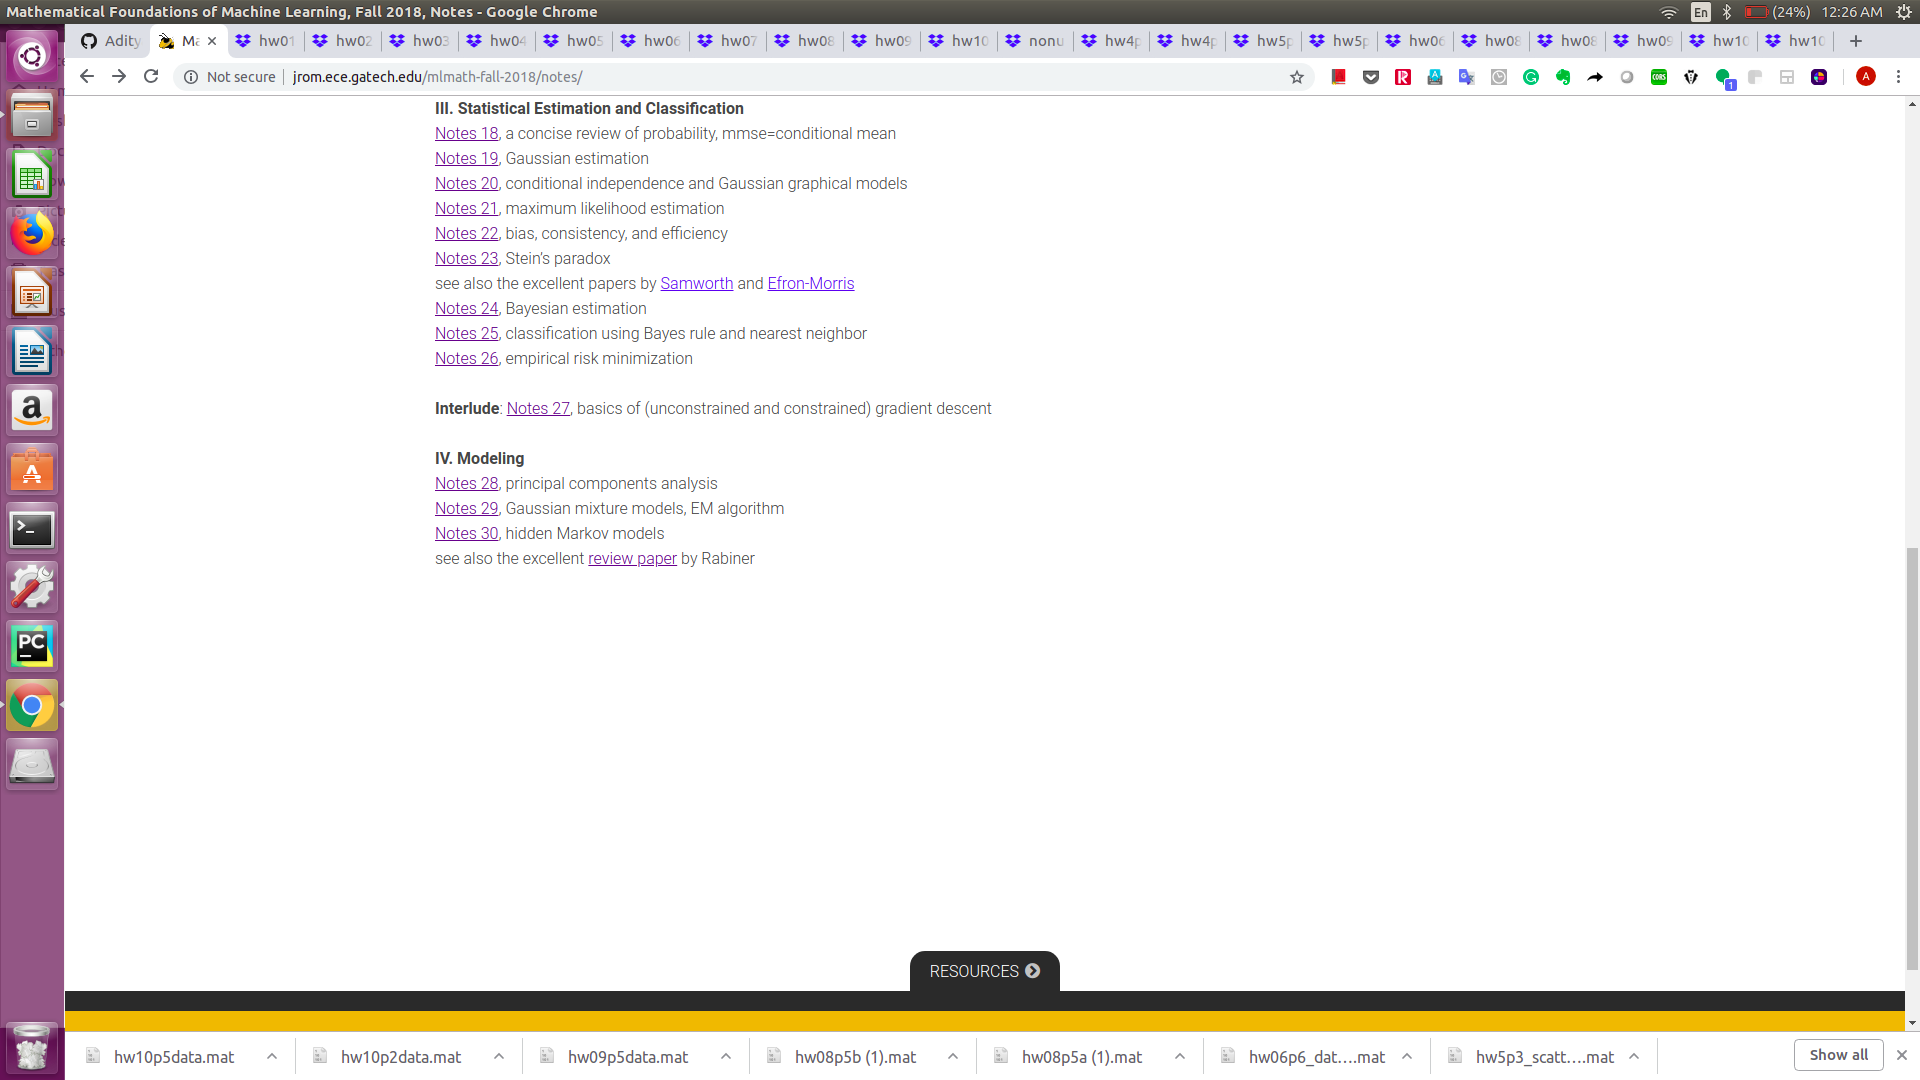 Mathematical Foundations of Machine Learning, Fall 2018, Notes - Google Chrome
En (24%) 12:26 AM
Adity Ma hw01 hw02 hw03 hw04 hw05 hw06 hw07 hw08 hw09 hw10 nonu hw4p hw4p hw5p hw5p hw06 hw08 hw08 hw09 hw10 hw10
Not secure jrom.ece.gatech.edu/mlmath-fall-2018/notes/
CORS 1 A
III. Statistical Estimation and Classification
Notes 18, a concise review of probability, mmse=conditional mean
Notes 19, Gaussian estimation
Notes 20, conditional independence and Gaussian graphical models
Notes 21, maximum likelihood estimation
Notes 22, bias, consistency, and efficiency
Notes 23, Stein's paradox
see also the excellent papers by Samworth and Efron-Morris
Notes 24, Bayesian estimation
Notes 25, classification using Bayes rule and nearest neighbor
Notes 26, empirical risk minimization
Interlude: Notes 27, basics of (unconstrained and constrained) gradient descent
IV. Modeling
Notes 28, principal components analysis
Notes 29, Gaussian mixture models, EM algorithm
Notes 30, hidden Markov models
see also the excellent review paper by Rabiner
PC
RESOURCES
hw10p5data.mat hw10p2data.mat hw09p5data.mat hw08p5b (1).mat hw08p5a (1).mat hw06p6_dat....mat hw5p3_scatt....mat Show all